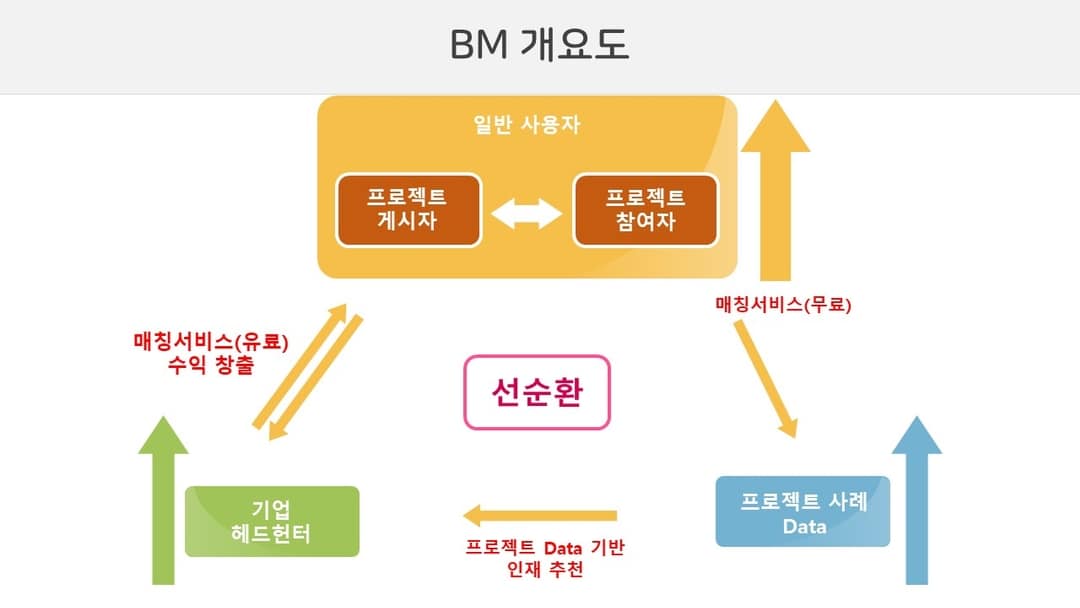 BM 개요도
일반 사용자
프로젝트
게시자
프로젝트
참여자
매칭서비스(무료)
매칭서비스(유료)
수익 창출
선순환
기업
헤드헌터
프로젝트 Data 기반
인재 추천
프로젝트 사례
Data